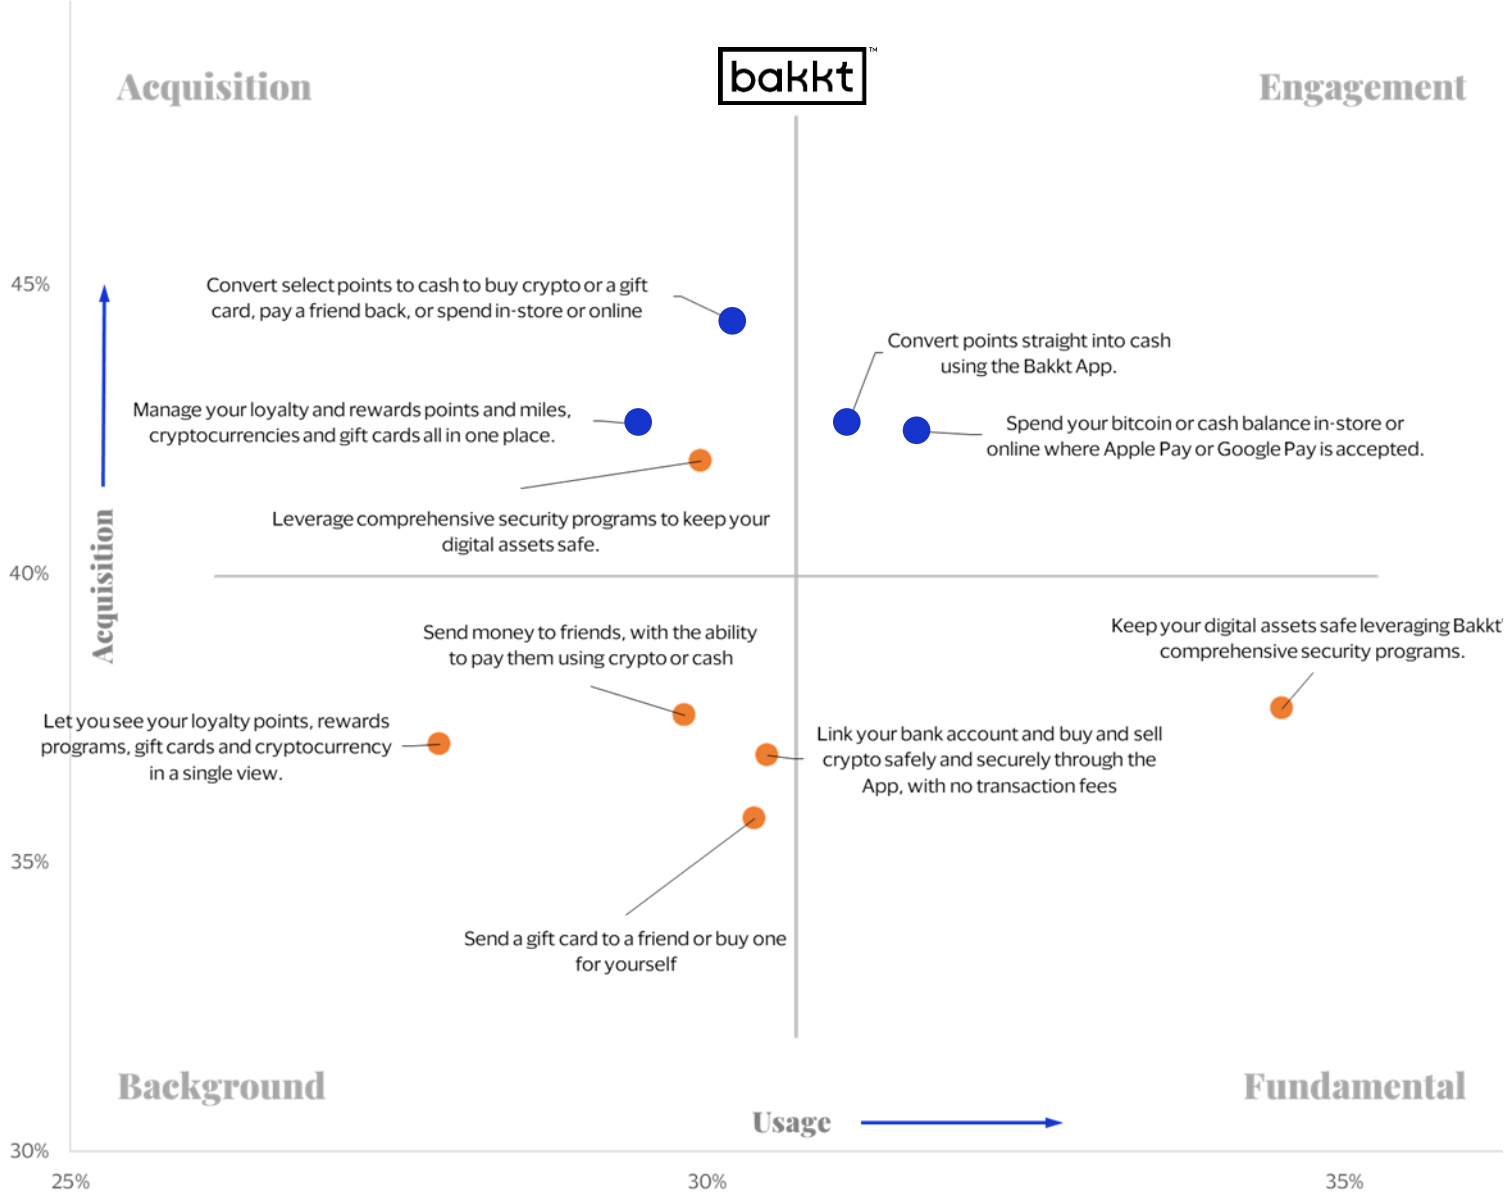 bakkt™
Acquisition
Engagement
45%
Convert select points to cash to buy crypto or a gift
card, pay a friend back, or spend in-store or online
Convert points straight into cash
using the Bakkt App.
Manage your loyalty and rewards points and miles,
cryptocurrencies and gift cards all in one place.
Spend your bitcoin or cash balance in-store or
online where Apple Pay or Google Pay is accepted.
Leverage comprehensive security programs to keep your
digital assets safe.
40%
Acquisition
Send money to friends, with the ability
to pay them using crypto or cash
Keep your digital assets safe leveraging Bakkt'
comprehensive security programs.
Let you see your loyalty points, rewards
programs, gift cards and cryptocurrency
in a single view.
Link your bank account and buy and sell
crypto safely and securely through the
App, with no transaction fees
35%
Send a gift card to a friend or buy one
for yourself
Background
Fundamental
Usage
30%
25%
30%
35%